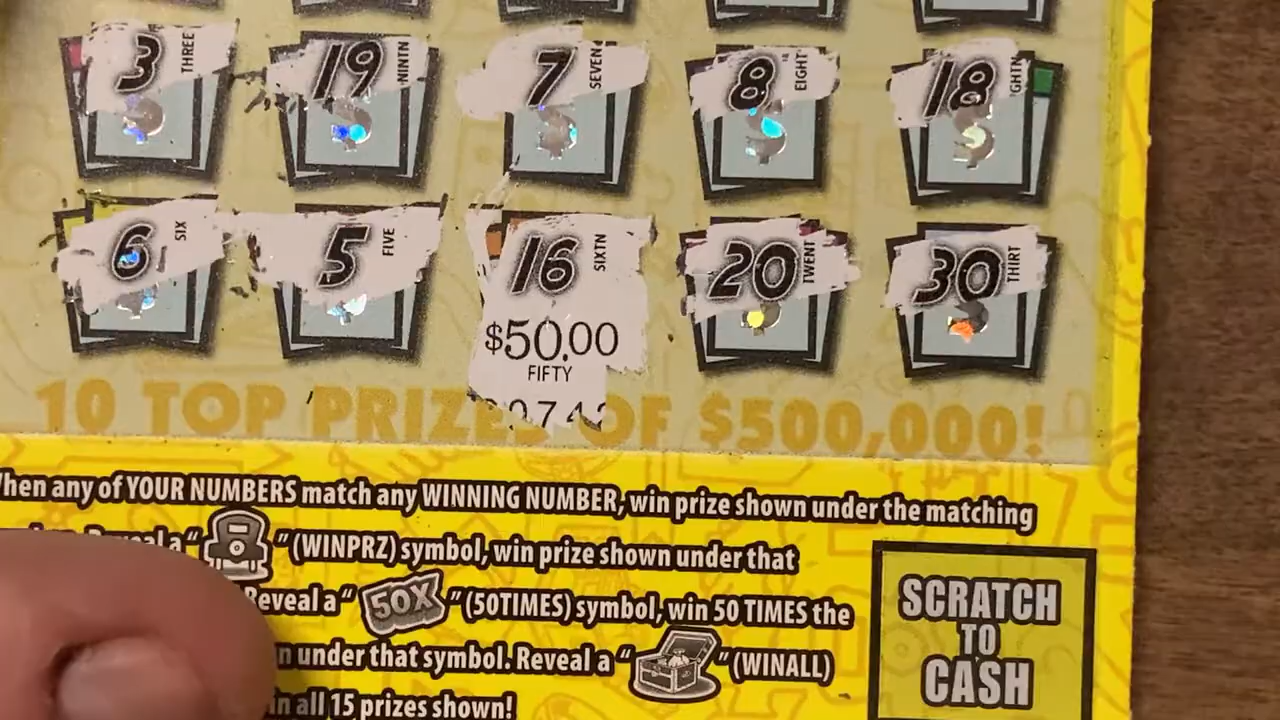 3 THREE 19 NINTN 7 SEVEN 8 EIGHT 18 GHTN
6 SIX 5 FIVE 16 SIXTN 20 TWENT 30 THIRT
$50.00
FIFTY
10 TOP PRIZES OF $500,000!
When any of YOUR NUMBERS match any WINNING NUMBER, win prize shown under the matching
" (WINPRZ) symbol, win prize shown under that
Reveal a "50X" (50TIMES) symbol, win 50 TIMES the
under that symbol. Reveal a " " (WINALL)
all 15 prizes shown!
SCRATCH
TO
CASH